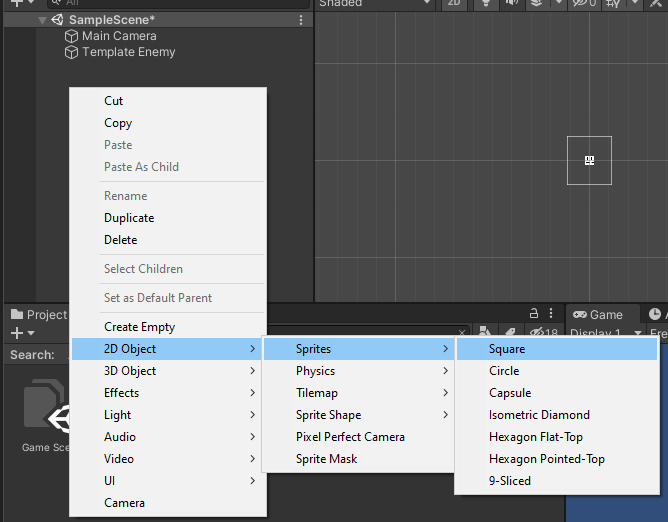 All
Shaded
2D
0
SampleScene*
Main Camera
Template Enemy
Cut
Copy
Paste
Paste As Child
Rename
Duplicate
Delete
Select Children
Set as Default Parent
Create Empty
2D Object
3D Object
Effects
Light
Audio
Video
UI
Camera
Sprites
Physics
Tilemap
Sprite Shape
Pixel Perfect Camera
Sprite Mask
Square
Circle
Capsule
Isometric Diamond
Hexagon Flat-Top
Hexagon Pointed-Top
9-Sliced
Project
18
Search:
Game Sce
Game
Display 1
Fre